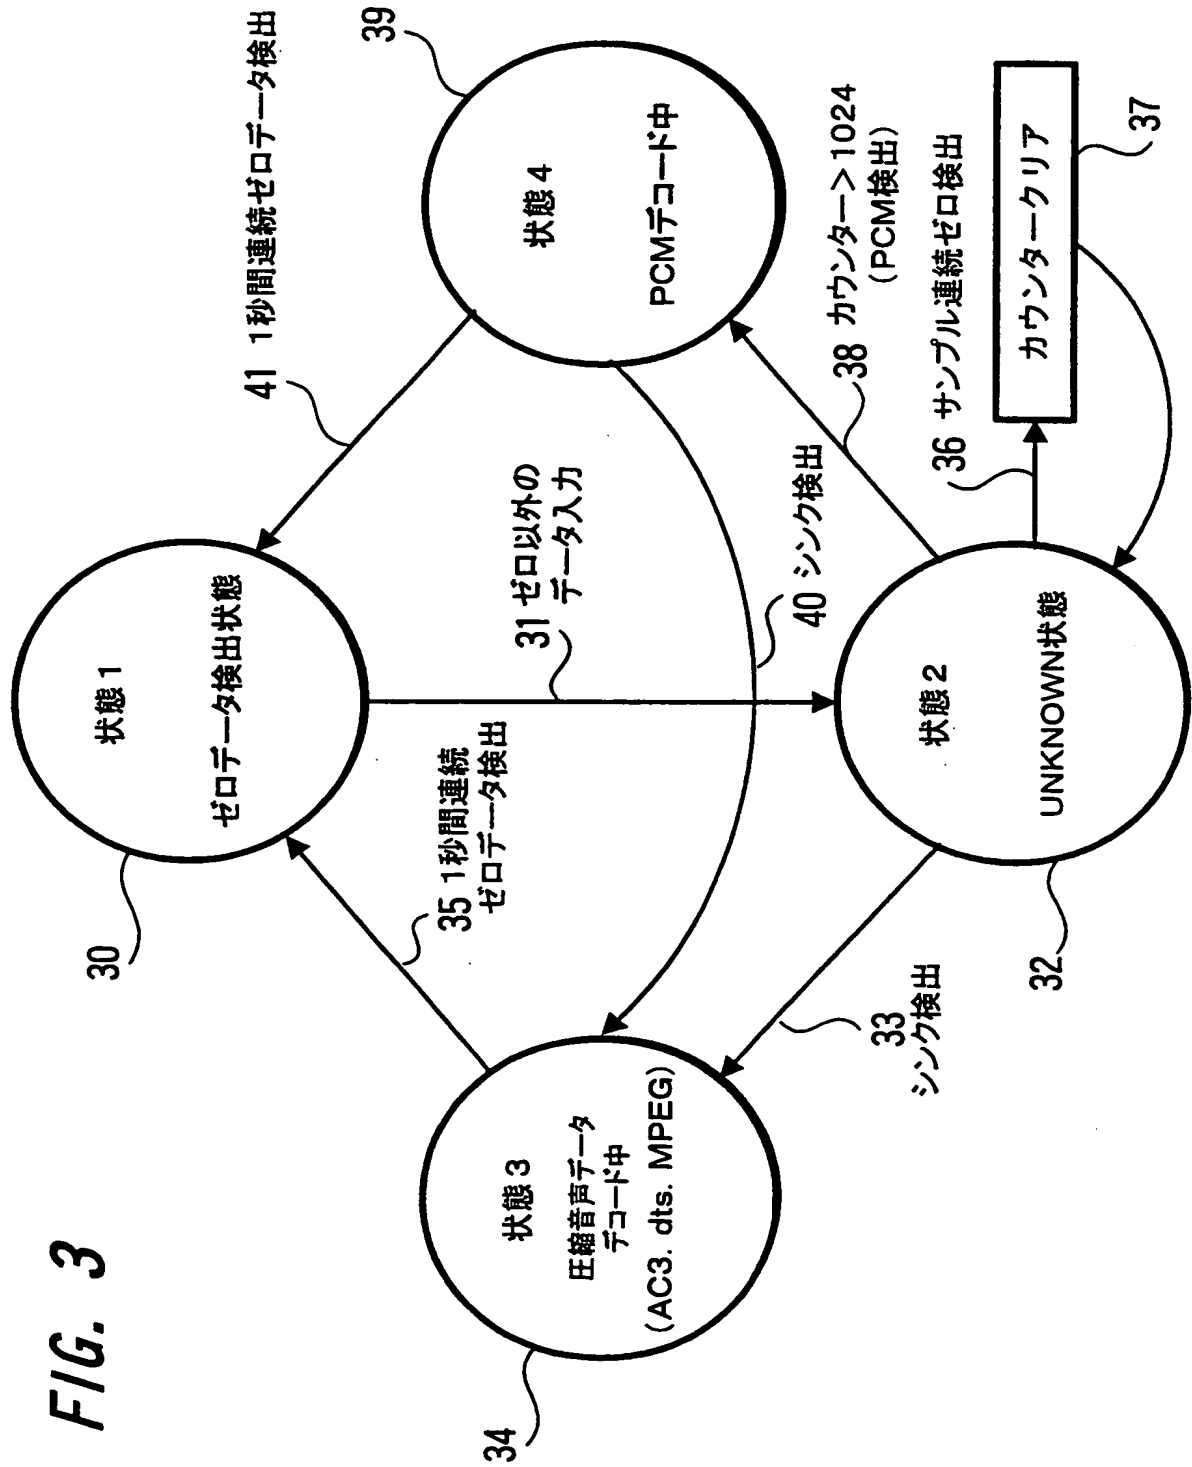 FIG. 3
30
状態1
ゼロデータ検出状態
41 1秒間連続ゼロデータ検出
39
35 1秒間連続
ゼロデータ検出
31 ゼロ以外の
データ入力
34
状態3
圧縮音声データ
デコード中
(AC3. dts. MPEG)
状態4
PCMデコード中
40 シンク検出
38 カウンター>1024
(PCM検出)
33
シンク検出
32
状態2
UNKNOWN状態
36 サンプル連続ゼロ検出
カウンタークリア
37